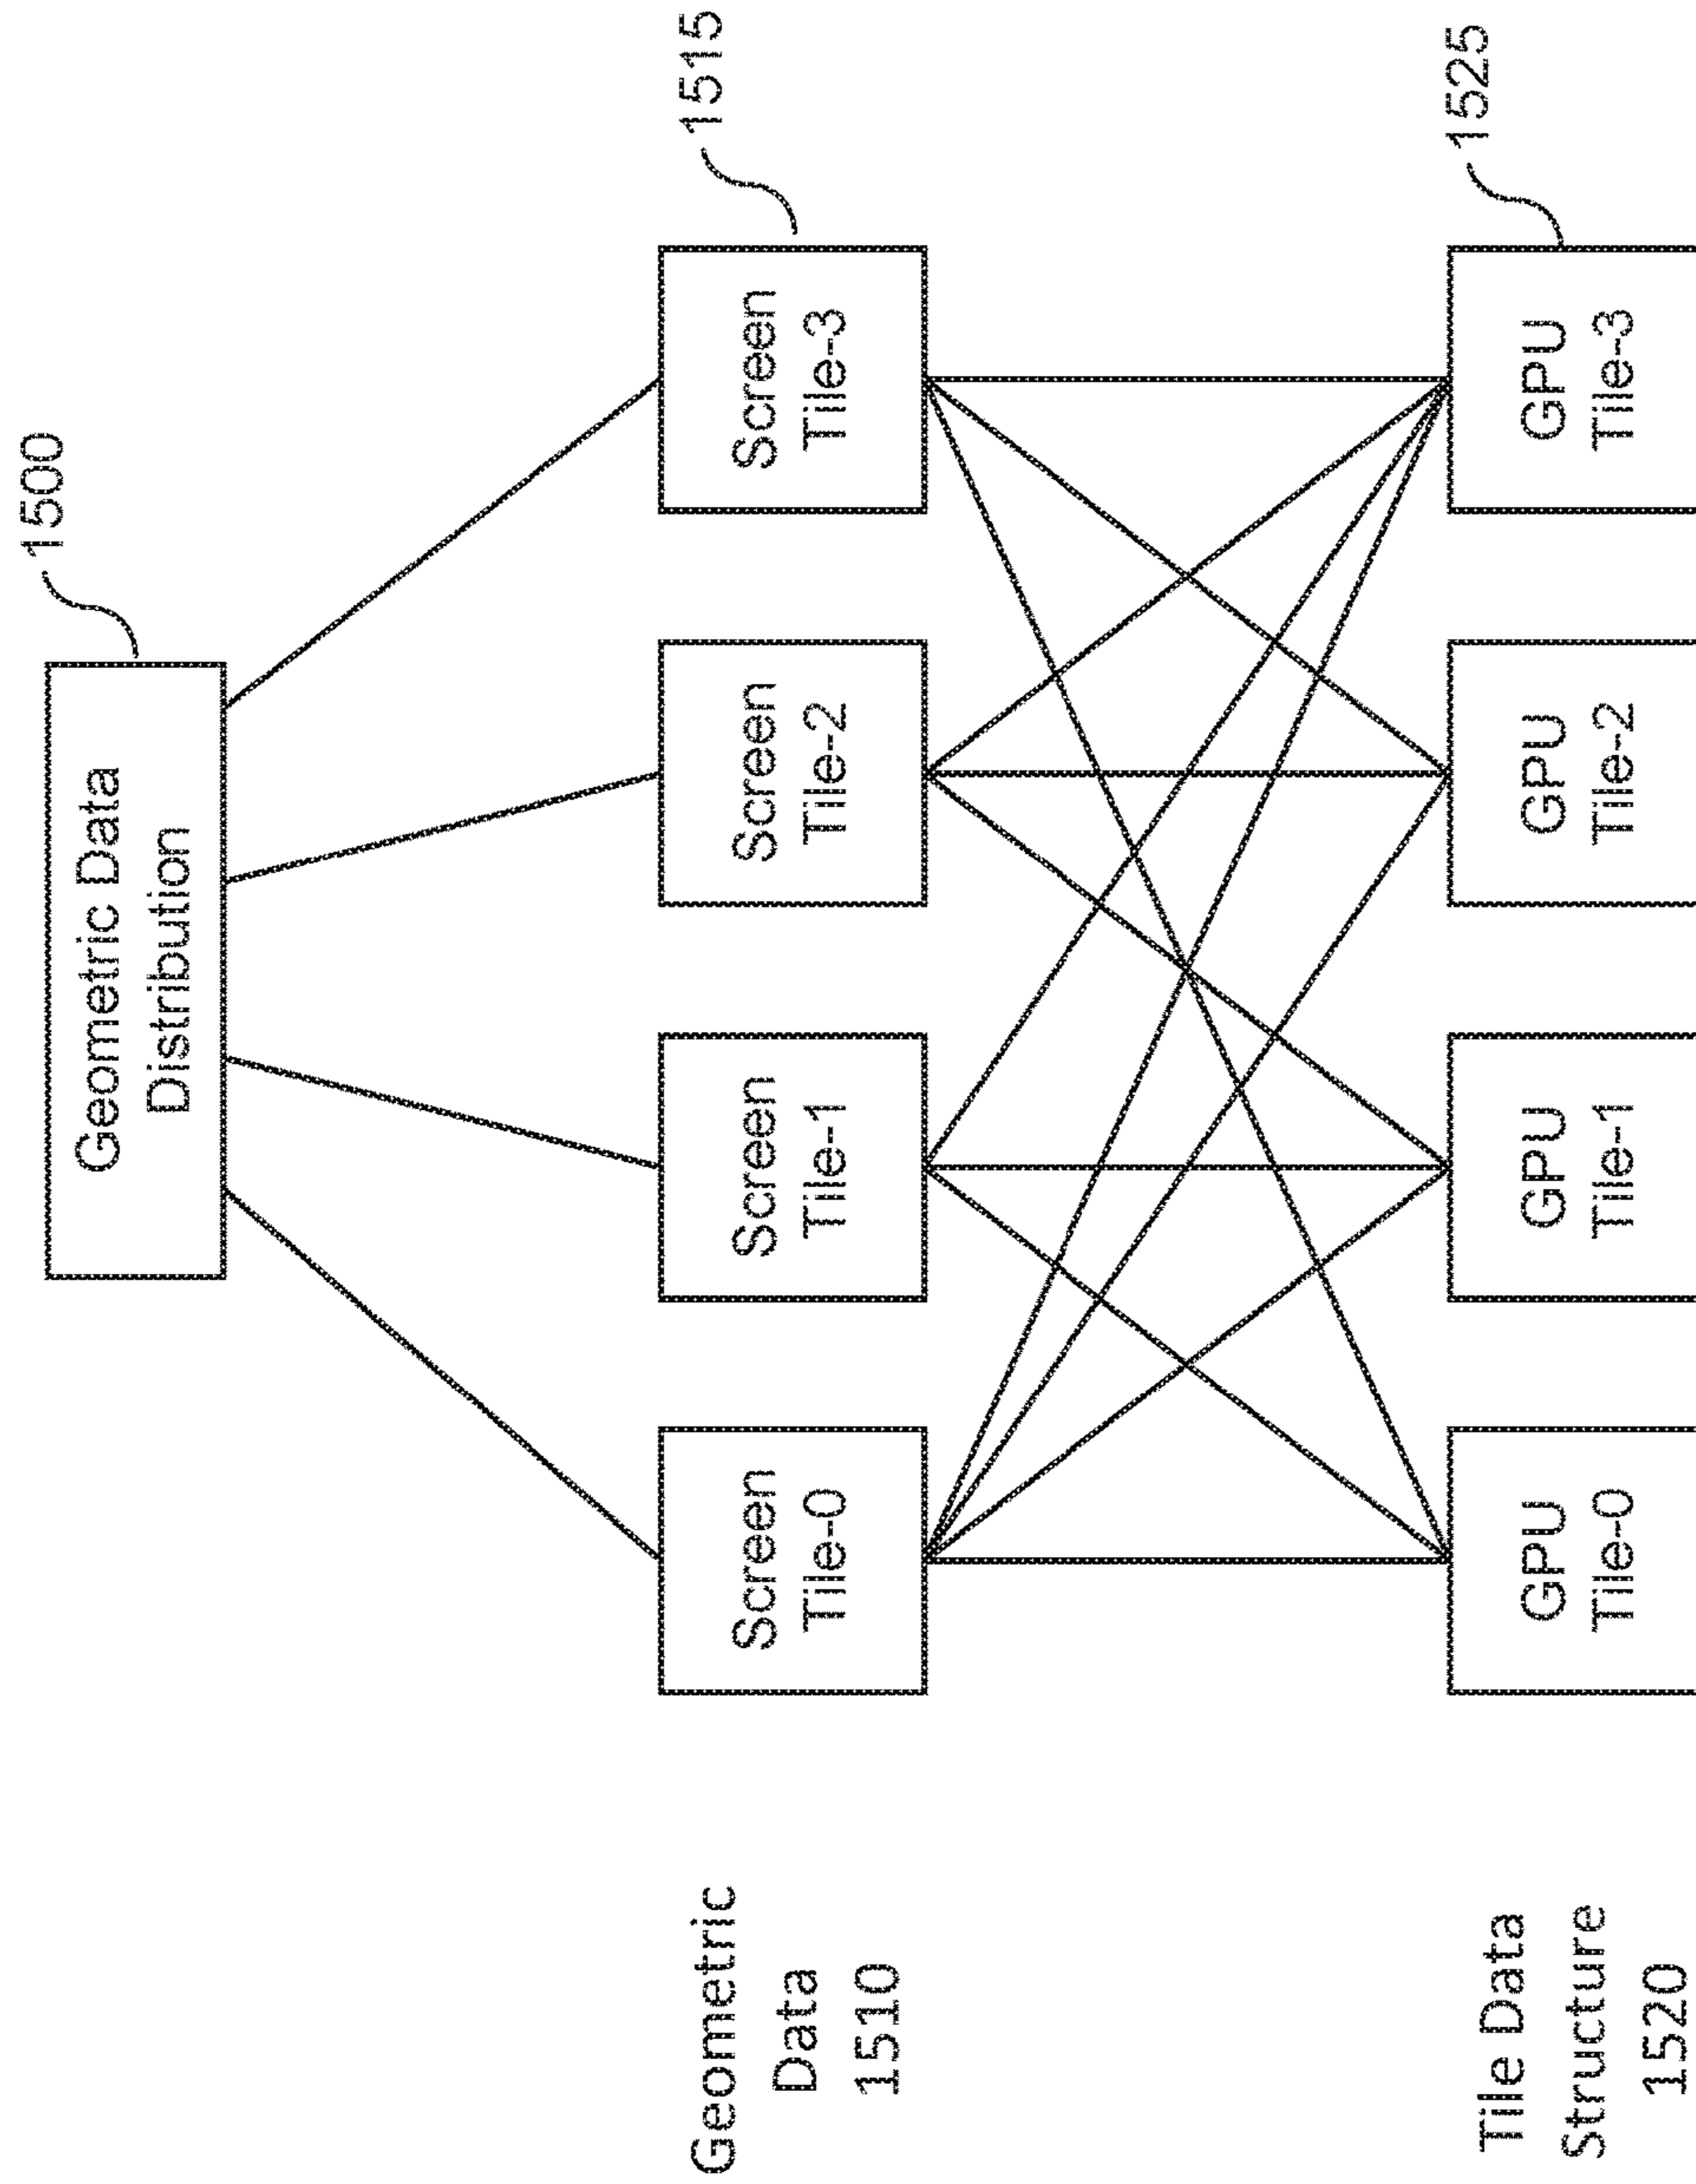 1500
Geometric Data
Distribution
Geometric
Data
1510
Screen
Tile-0
Screen
Tile-1
Screen
Tile-2
Screen
Tile-3
1515
Tile Data
Structure
1520
GPU
Tile-0
GPU
Tile-1
GPU
Tile-2
GPU
Tile-3
1525